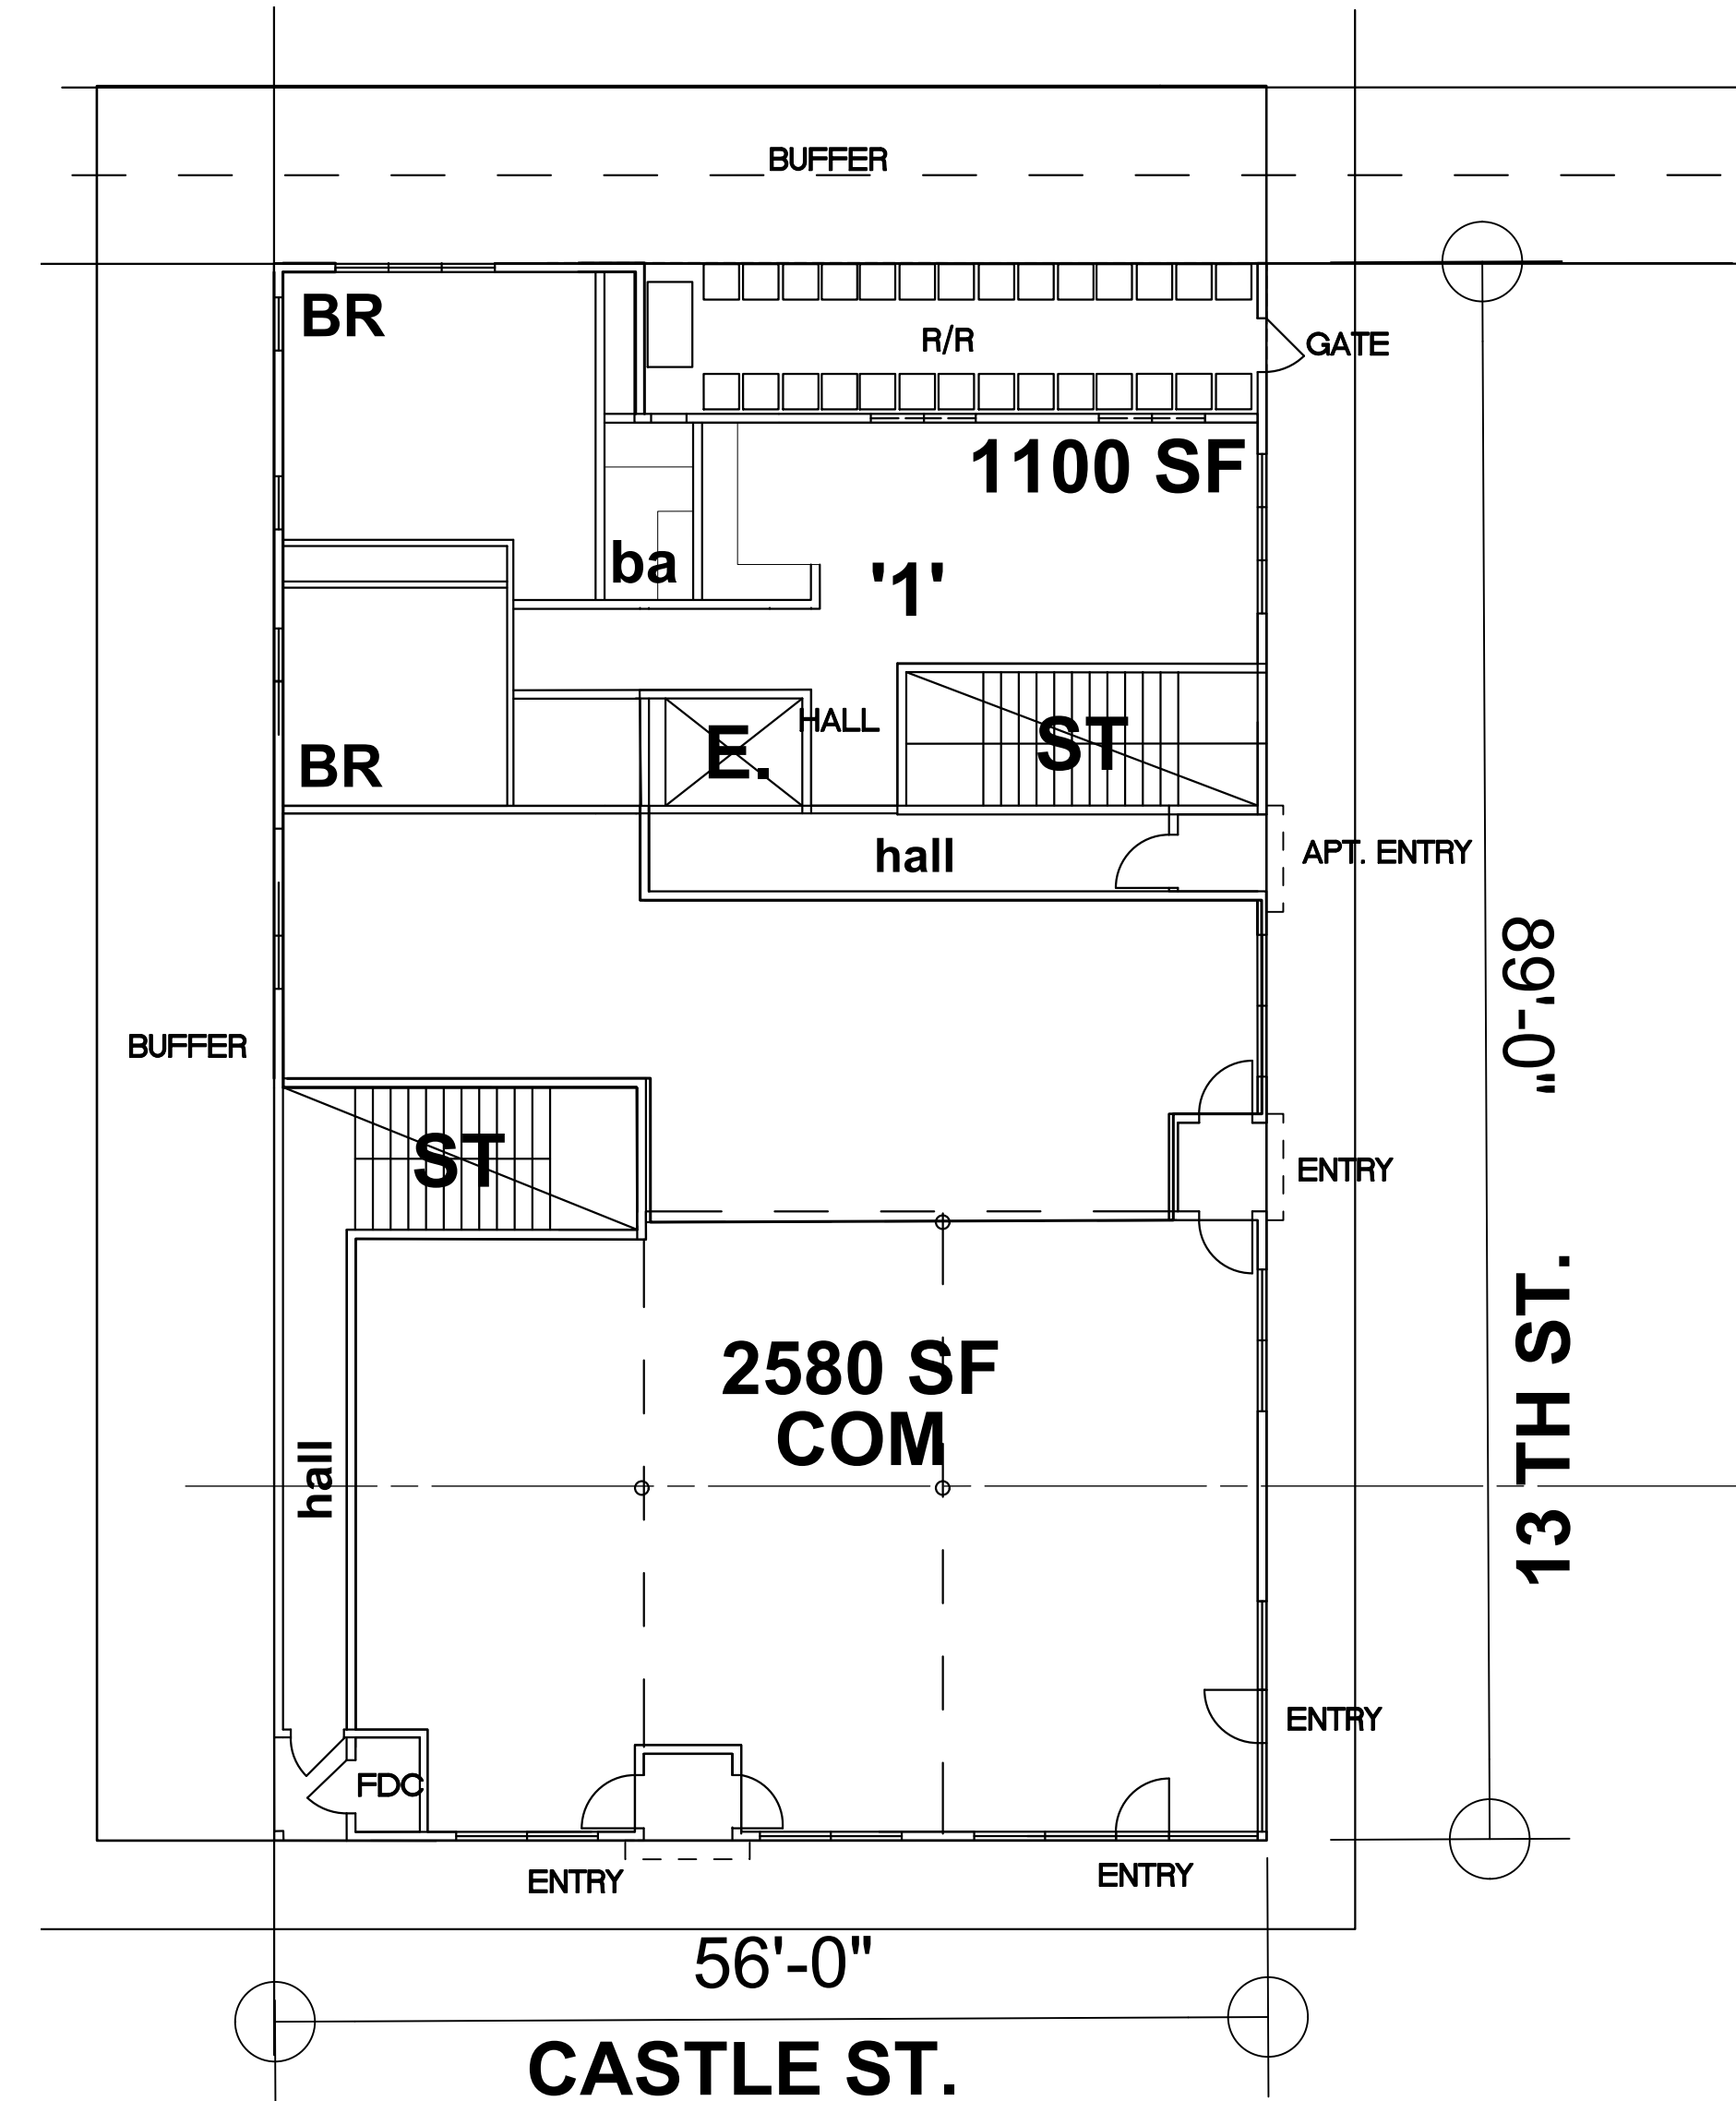 BUFFER
BR
R/R
GATE
1100 SF
ba
'1'
HALL
E.
ST
BR
hall
APT. ENTRY
89'-0"
BUFFER
ST
ENTRY
2580 SF
COM
13 TH ST.
hall
ENTRY
FDC
ENTRY
ENTRY
56'-0"
CASTLE ST.